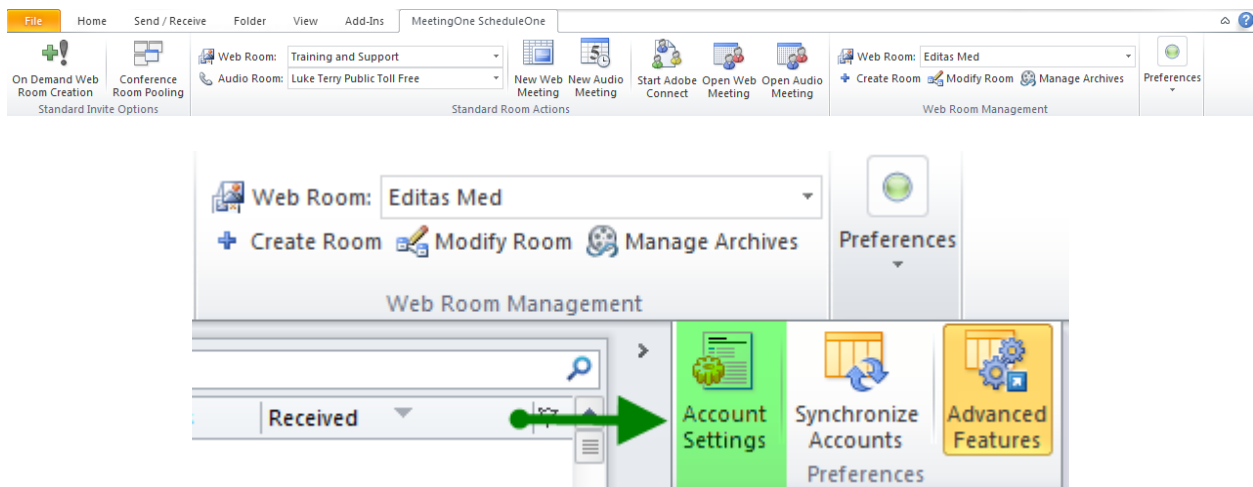 File Home Send / Receive Folder View Add-Ins MeetingOne ScheduleOne
On Demand Web
Room Creation
Conference
Room Pooling
Standard Invite Options
Web Room: Training and Support
Audio Room: Luke Terry Public Toll Free
New Web
Meeting
New Audio
Meeting
Start Adobe
Connect
Open Web
Meeting
Open Audio
Meeting
Standard Room Actions
Web Room: Editas Med
Create Room Modify Room Manage Archives
Web Room Management
Preferences
Web Room: Editas Med
Create Room Modify Room Manage Archives
Web Room Management
Preferences
Received
Account
Settings
Synchronize
Accounts
Advanced
Features
Preferences